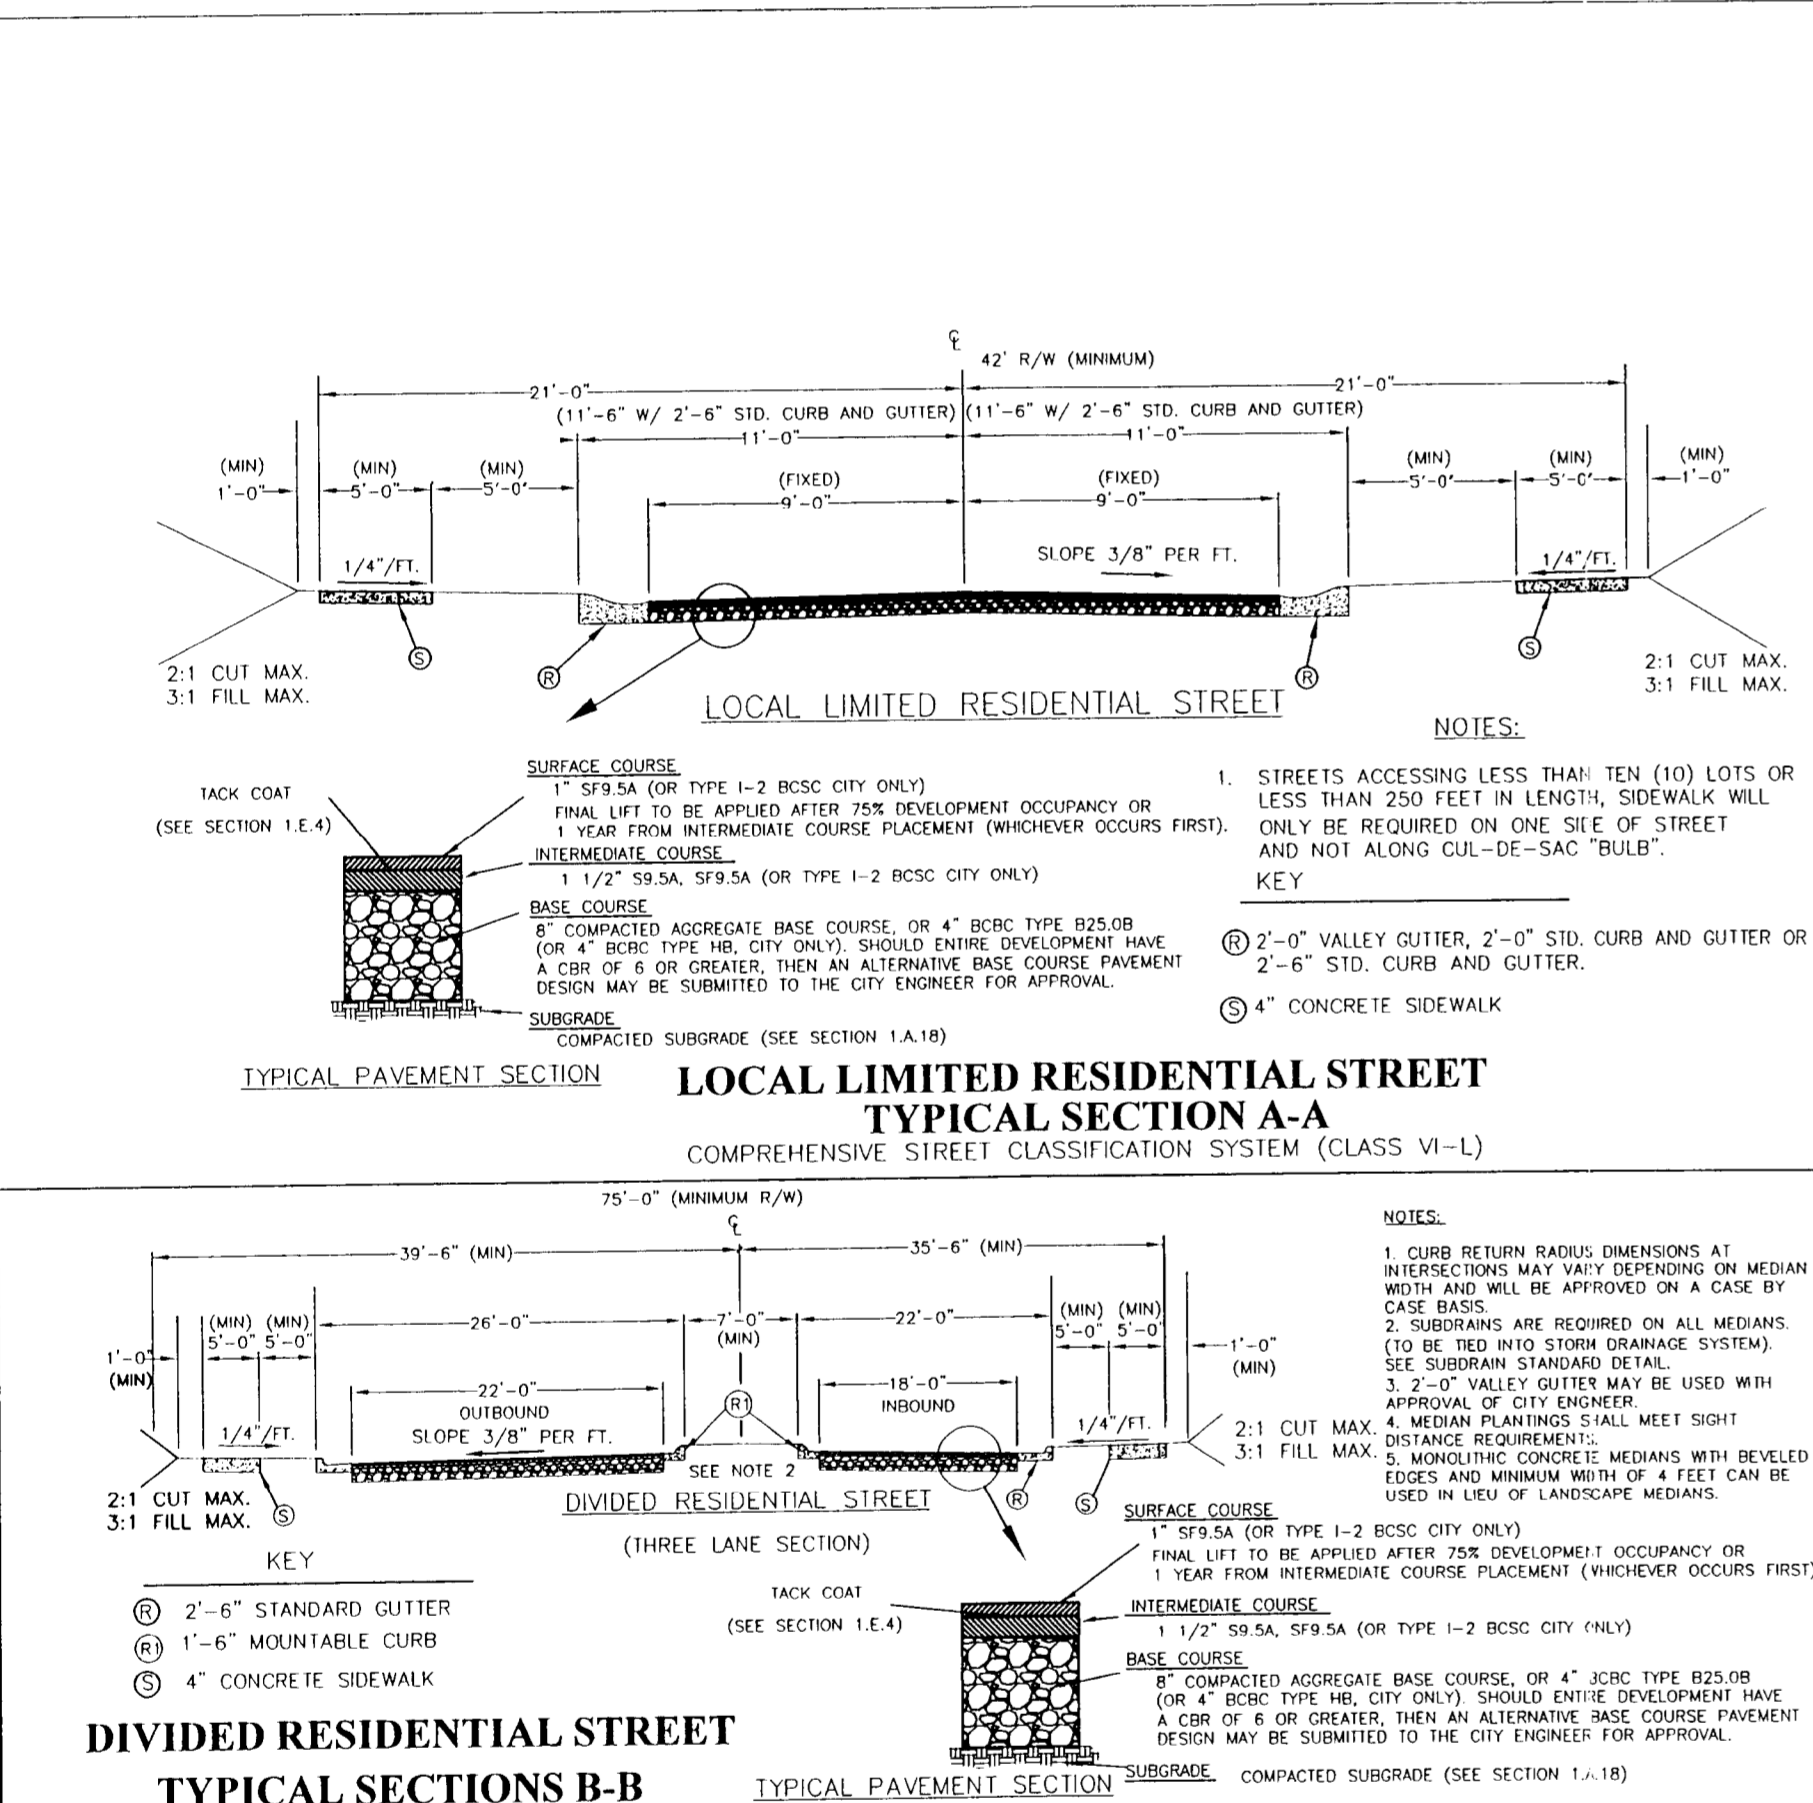 ℄
42' R/W (MINIMUM)
21'-0" 21'-0"
(11'-6" W/ 2'-6" STD. CURB AND GUTTER) (11'-6" W/ 2'-6" STD. CURB AND GUTTER)
11'-0" 11'-0"
(MIN) (MIN) (MIN) (FIXED) (FIXED) (MIN) (MIN) (MIN)
1'-0" 5'-0" 5'-0" 9'-0" 9'-0" 5'-0" 5'-0" 1'-0"
1/4"/FT. SLOPE 3/8" PER FT. 1/4"/FT.
S R R S
2:1 CUT MAX. 2:1 CUT MAX.
3:1 FILL MAX. 3:1 FILL MAX.
LOCAL LIMITED RESIDENTIAL STREET
TACK COAT
(SEE SECTION 1.E.4)
SURFACE COURSE
1" SF9.5A (OR TYPE I-2 BCSC CITY ONLY)
FINAL LIFT TO BE APPLIED AFTER 75% DEVELOPMENT OCCUPANCY OR
1 YEAR FROM INTERMEDIATE COURSE PLACEMENT (WHICHEVER OCCURS FIRST).
INTERMEDIATE COURSE
1 1/2" S9.5A, SF9.5A (OR TYPE I-2 BCSC CITY ONLY)
BASE COURSE
8" COMPACTED AGGREGATE BASE COURSE, OR 4" BCBC TYPE B25.0B
(OR 4" BCBC TYPE HB, CITY ONLY). SHOULD ENTIRE DEVELOPMENT HAVE
A CBR OF 6 OR GREATER, THEN AN ALTERNATIVE BASE COURSE PAVEMENT
DESIGN MAY BE SUBMITTED TO THE CITY ENGINEER FOR APPROVAL.
SUBGRADE
COMPACTED SUBGRADE (SEE SECTION 1.A.18)
TYPICAL PAVEMENT SECTION
NOTES:
1. STREETS ACCESSING LESS THAN TEN (10) LOTS OR
LESS THAN 250 FEET IN LENGTH, SIDEWALK WILL
ONLY BE REQUIRED ON ONE SIDE OF STREET
AND NOT ALONG CUL-DE-SAC "BULB".
KEY
R 2'-0" VALLEY GUTTER, 2'-0" STD. CURB AND GUTTER OR
2'-6" STD. CURB AND GUTTER.
S 4" CONCRETE SIDEWALK
LOCAL LIMITED RESIDENTIAL STREET
TYPICAL SECTION A-A
COMPREHENSIVE STREET CLASSIFICATION SYSTEM (CLASS VI-L)
75'-0" (MINIMUM R/W)
℄
39'-6" (MIN) 35'-6" (MIN)
(MIN) (MIN) 26'-0" 7'-0" 22'-0" (MIN) (MIN)
5'-0" 5'-0" (MIN) 5'-0" 5'-0"
1'-0" 1'-0"
(MIN) (MIN)
22'-0" 18'-0"
OUTBOUND R1 INBOUND
1/4"/FT. SLOPE 3/8" PER FT. 1/4"/FT.
2:1 CUT MAX.
3:1 FILL MAX.
SEE NOTE 2
2:1 CUT MAX.
3:1 FILL MAX.
S R S
DIVIDED RESIDENTIAL STREET
(THREE LANE SECTION)
NOTES:
1. CURB RETURN RADIUS DIMENSIONS AT
INTERSECTIONS MAY VARY DEPENDING ON MEDIAN
WIDTH AND WILL BE APPROVED ON A CASE BY
CASE BASIS.
2. SUBDRAINS ARE REQUIRED ON ALL MEDIANS.
(TO BE TIED INTO STORM DRAINAGE SYSTEM).
SEE SUBDRAIN STANDARD DETAIL.
3. 2'-0" VALLEY GUTTER MAY BE USED WITH
APPROVAL OF CITY ENGNEER.
4. MEDIAN PLANTINGS SHALL MEET SIGHT
DISTANCE REQUIREMENTS.
5. MONOLITHIC CONCRETE MEDIANS WITH BEVELED
EDGES AND MINIMUM WIDTH OF 4 FEET CAN BE
USED IN LIEU OF LANDSCAPE MEDIANS.
KEY
R 2'-6" STANDARD GUTTER
R1 1'-6" MOUNTABLE CURB
S 4" CONCRETE SIDEWALK
TACK COAT
(SEE SECTION 1.E.4)
SURFACE COURSE
1" SF9.5A (OR TYPE I-2 BCSC CITY ONLY)
FINAL LIFT TO BE APPLIED AFTER 75% DEVELOPMENT OCCUPANCY OR
1 YEAR FROM INTERMEDIATE COURSE PLACEMENT (WHICHEVER OCCURS FIRST)
INTERMEDIATE COURSE
1 1/2" S9.5A, SF9.5A (OR TYPE I-2 BCSC CITY ONLY)
BASE COURSE
8" COMPACTED AGGREGATE BASE COURSE, OR 4" BCBC TYPE B25.0B
(OR 4" BCBC TYPE HB, CITY ONLY). SHOULD ENTIRE DEVELOPMENT HAVE
A CBR OF 6 OR GREATER, THEN AN ALTERNATIVE BASE COURSE PAVEMENT
DESIGN MAY BE SUBMITTED TO THE CITY ENGINEER FOR APPROVAL.
SUBGRADE COMPACTED SUBGRADE (SEE SECTION 1.A.18)
TYPICAL PAVEMENT SECTION
DIVIDED RESIDENTIAL STREET
TYPICAL SECTIONS B-B